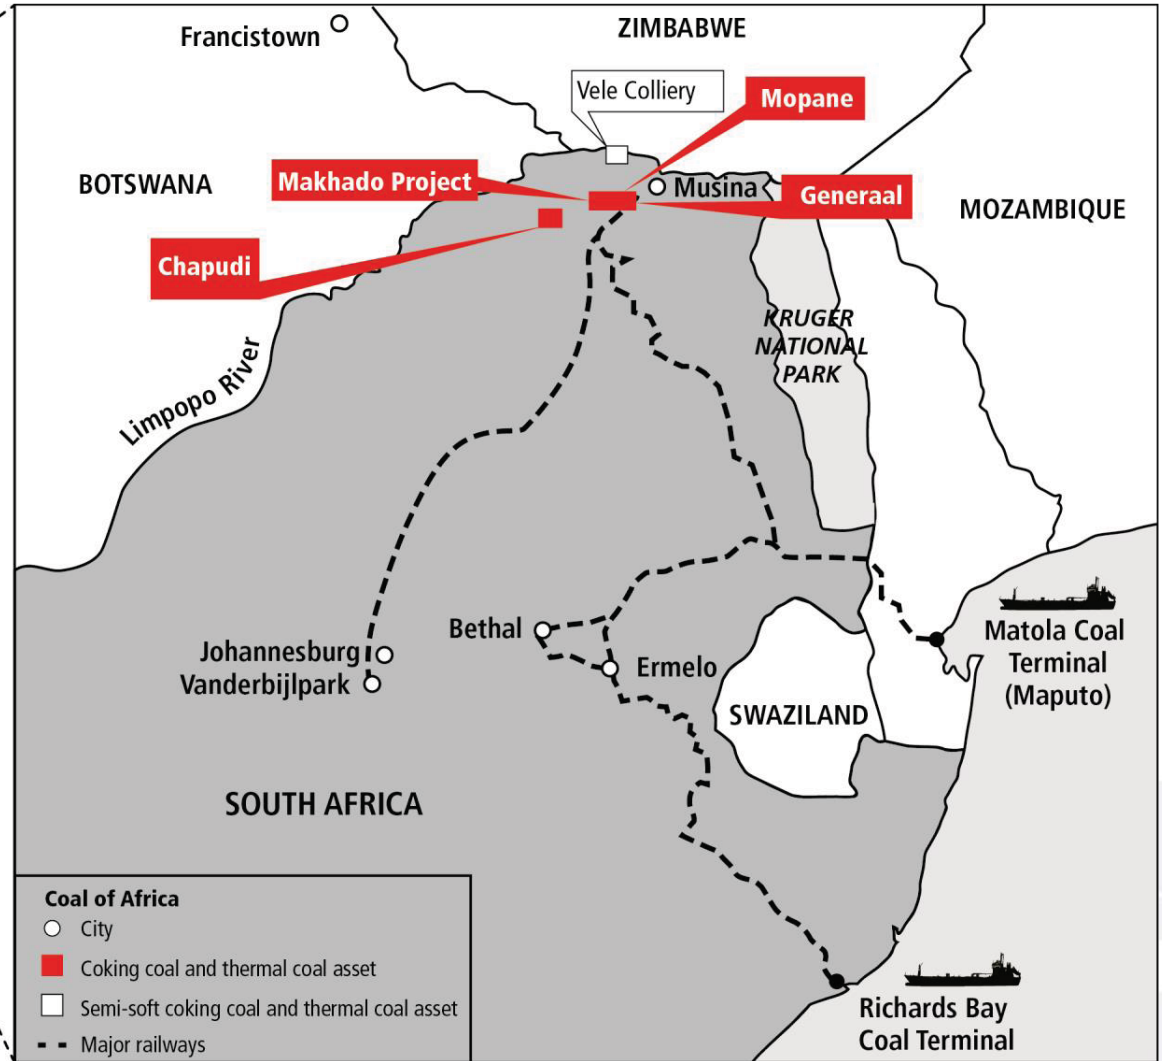 Francistown
ZIMBABWE
Vele Colliery
Mopane
BOTSWANA
Makhado Project
Musina
Generaal
MOZAMBIQUE
Chapudi
KRUGER
NATIONAL
PARK
Limpopo River
Bethal
Johannesburg
Vanderbijlpark
Ermelo
Matola Coal
Terminal
(Maputo)
SWAZILAND
SOUTH AFRICA
Coal of Africa
City
Coking coal and thermal coal asset
Semi-soft coking coal and thermal coal asset
Major railways
Richards Bay
Coal Terminal